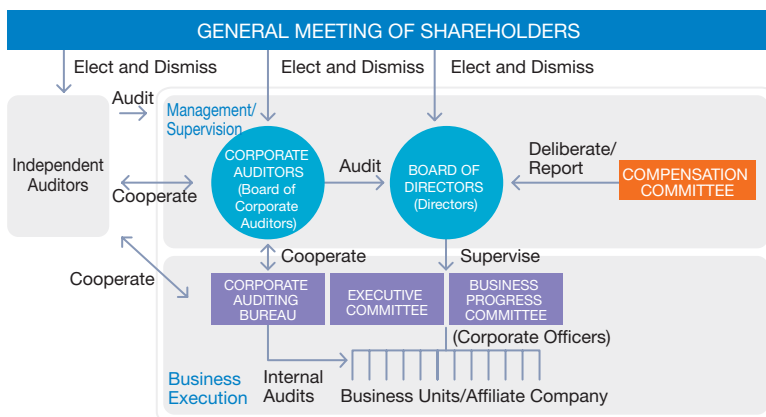 GENERAL MEETING OF SHAREHOLDERS
Elect and Dismiss
Elect and Dismiss
Elect and Dismiss
Audit
Management/
Supervision
Independent
Auditors
Cooperate
CORPORATE
AUDITORS
(Board of
Corporate
Auditors)
Audit
BOARD OF
DIRECTORS
(Directors)
Deliberate/
Report
COMPENSATION
COMMITTEE
Cooperate
Cooperate
Supervise
CORPORATE
AUDITING
BUREAU
EXECUTIVE
COMMITTEE
BUSINESS
PROGRESS
COMMITTEE
(Corporate Officers)
Business
Execution
Internal
Audits
Business Units/Affiliate Company